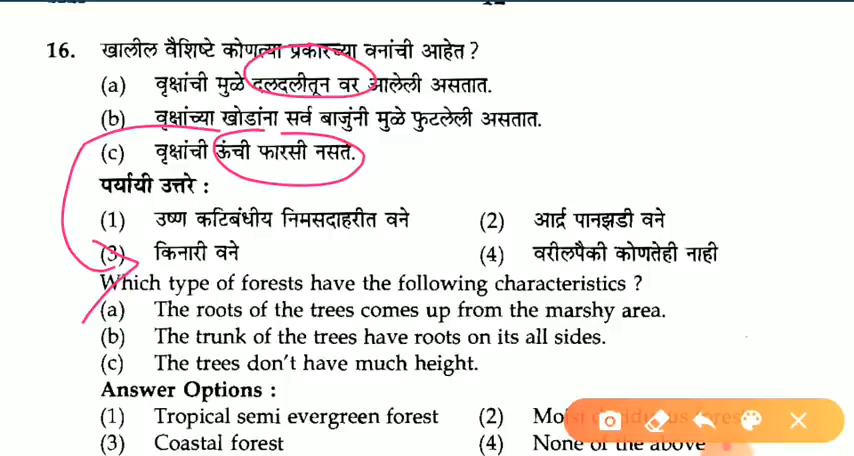 16. खालील वैशिष्टे कोणत्या प्रकारच्या वनांची आहेत ?
(a) वृक्षांची मुळे दलदलीतून वर आलेली असतात.
(b) वृक्षांच्या खोडांना सर्व बाजुंनी मुळे फुटलेली असतात.
(c) वृक्षांची ऊंची फारसी नसते.
पर्यायी उत्तरे :
(1) उष्ण कटिबंधीय निमसदाहरीत वने (2) आर्द्र पानझडी वने
(3) किनारी वने (4) वरीलपैकी कोणतेही नाही
Which type of forests have the following characteristics ?
(a) The roots of the trees comes up from the marshy area.
(b) The trunk of the trees have roots on its all sides.
(c) The trees don't have much height.
Answer Options :
(1) Tropical semi evergreen forest (2)
(3) Coastal forest (4) None of the above